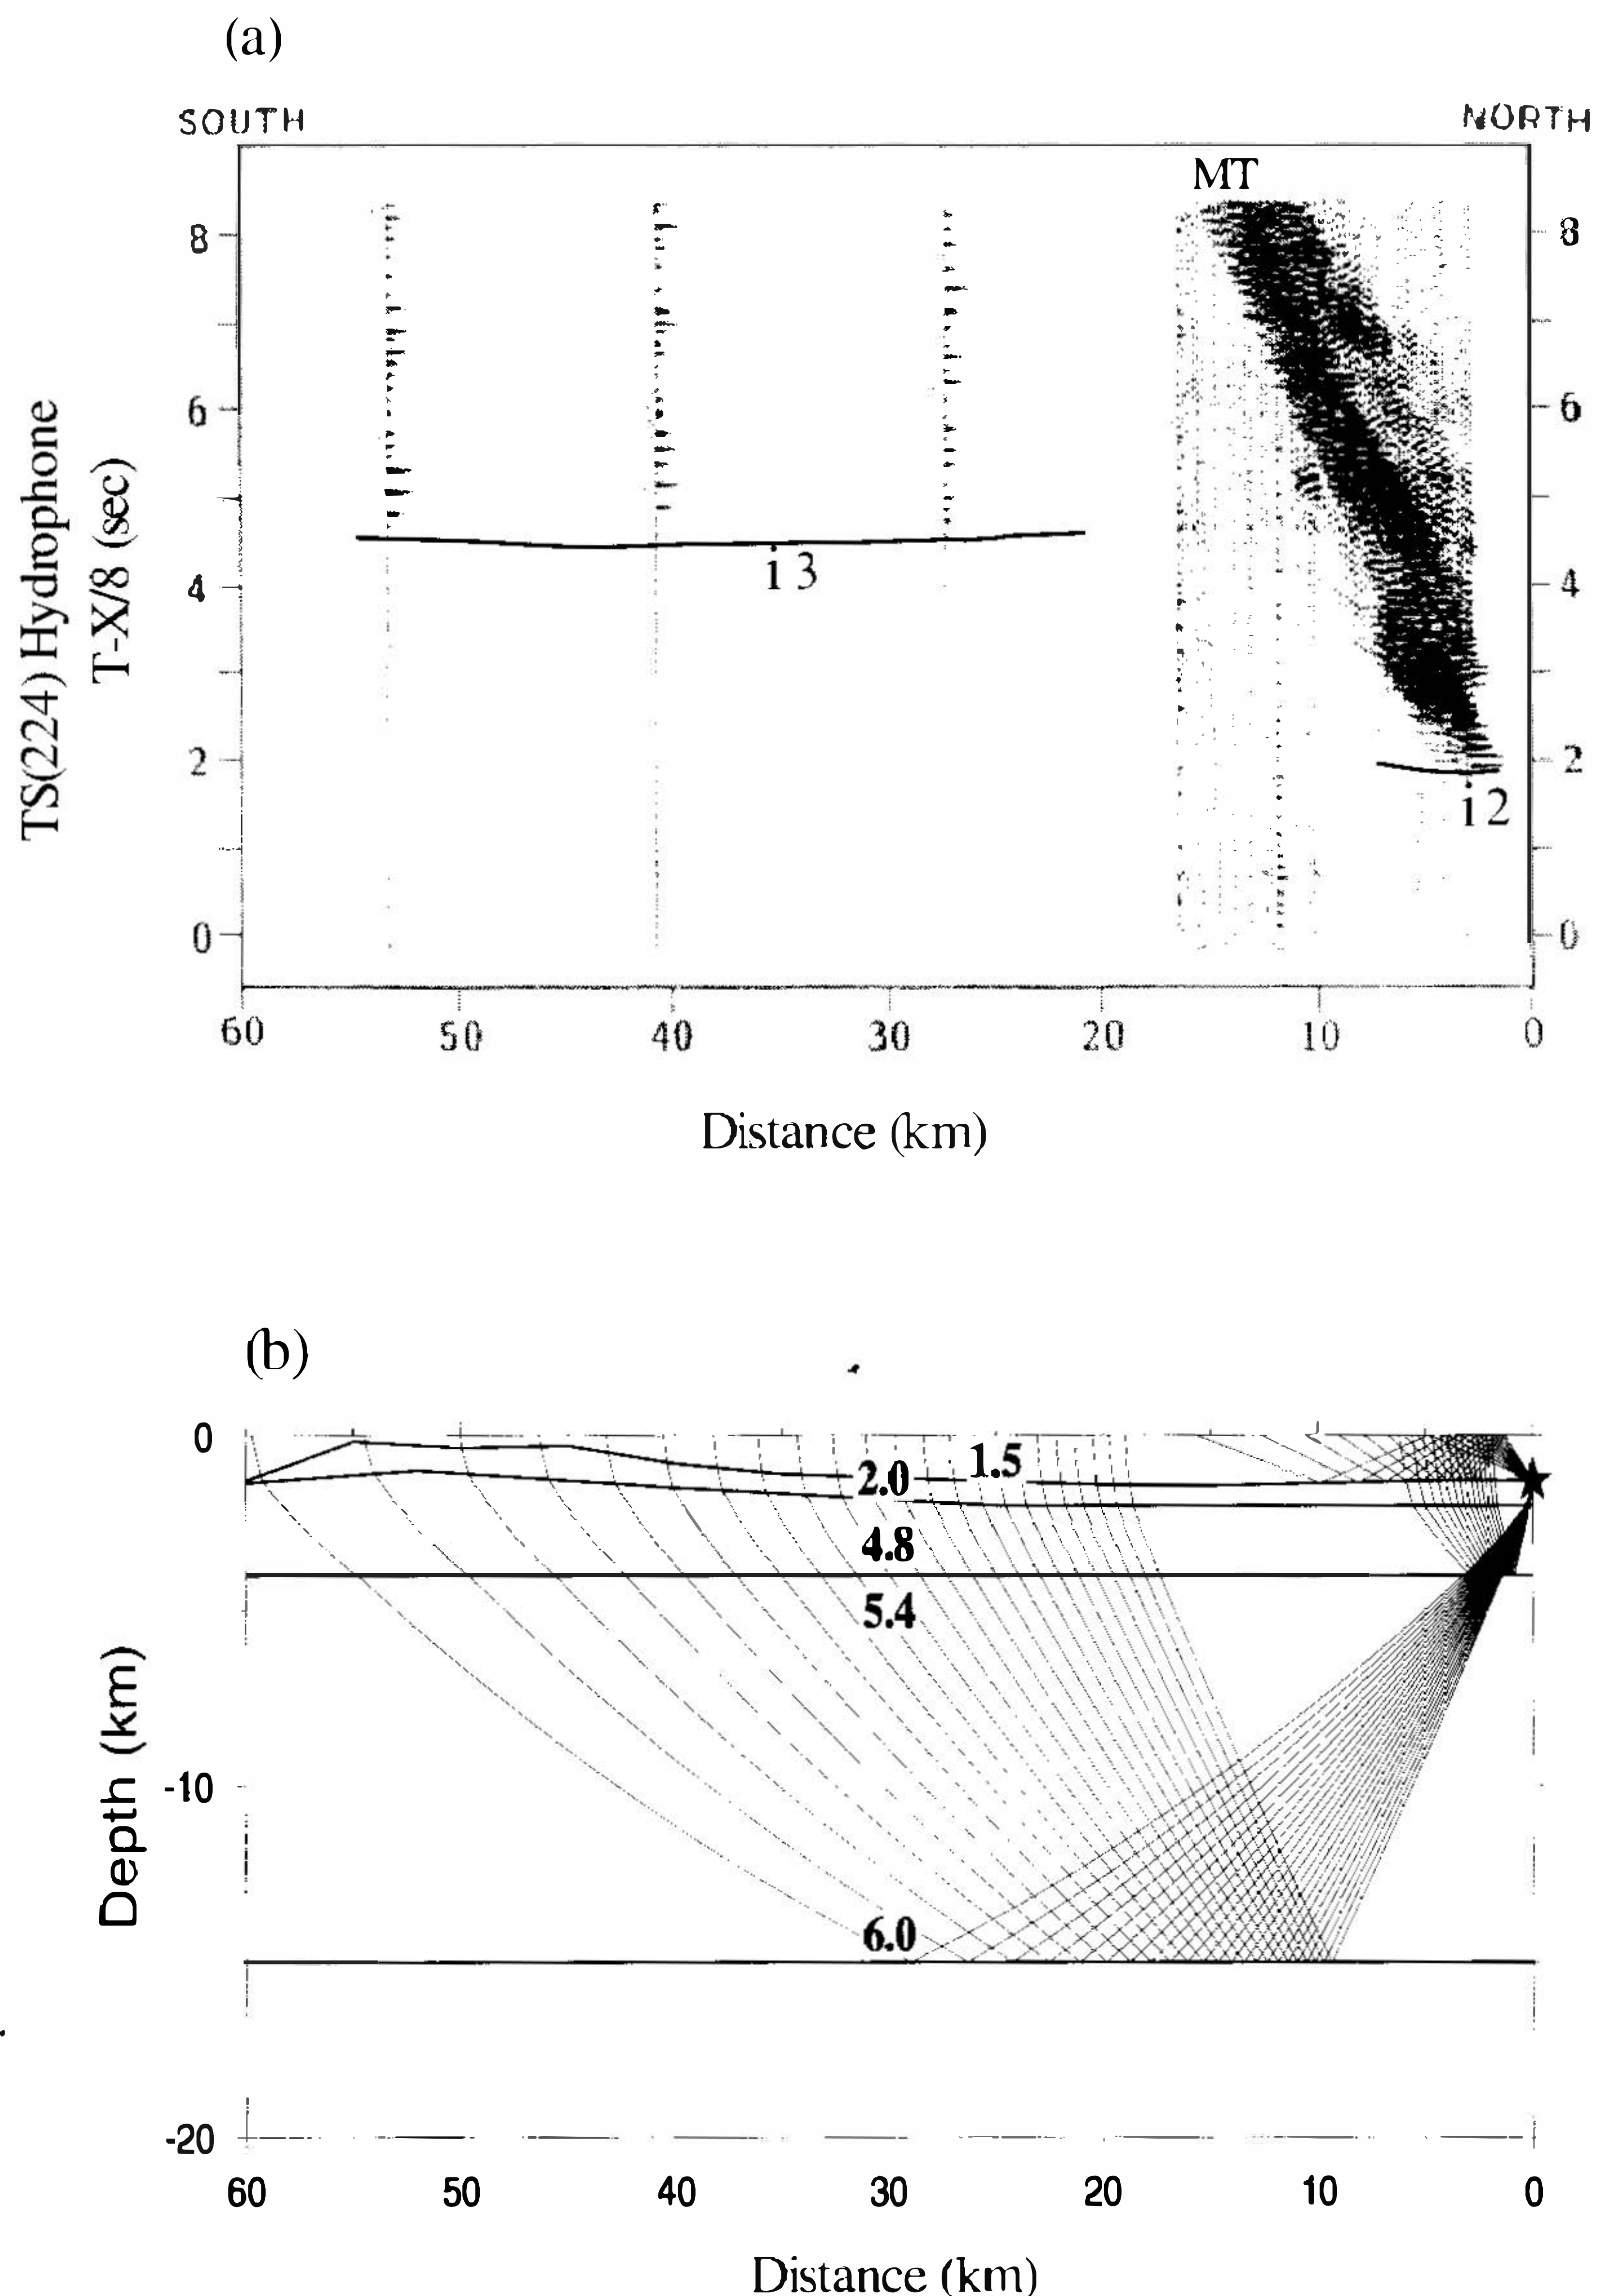 (a)
SOUTH
NORTH
MT
8
8
6
6
4
4
2
2
0
0
i3
i2
TS(224) Hydrophone
T-X/8 (sec)
60 50 40 30 20 10 0
Distance (km)
(b)
0
-10
-20
1.5
2.0
4.8
5.4
6.0
Depth (km)
60 50 40 30 20 10 0
Distance (km)